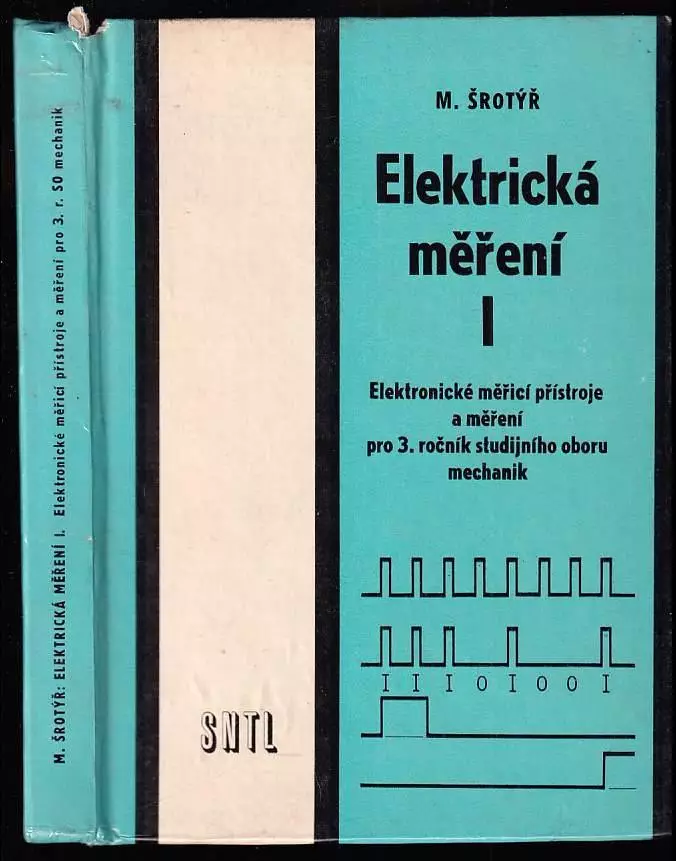 M. ŠROTÝŘ: ELEKTRICKÁ MĚŘENÍ I. Elektronické měřicí přístroje a měření pro 3. r. SO mechanik
M. ŠROTÝŘ
Elektrická
měření
I
Elektronické měřicí přístroje
a měření
pro 3. ročník studijního oboru
mechanik
I I I O I O O I
SNTL